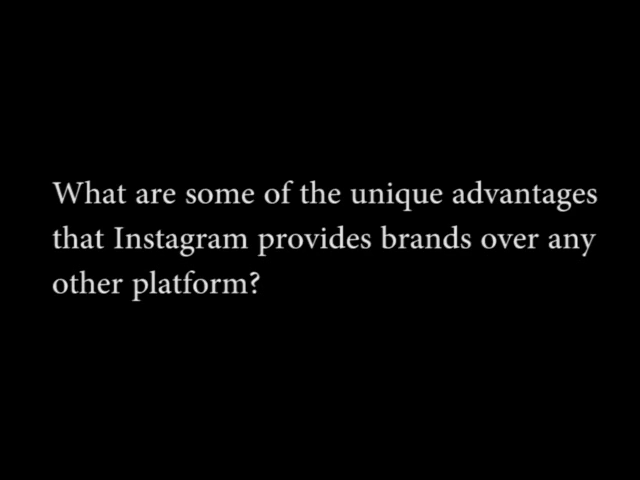 What are some of the unique advantages
that Instagram provides brands over any
other platform?